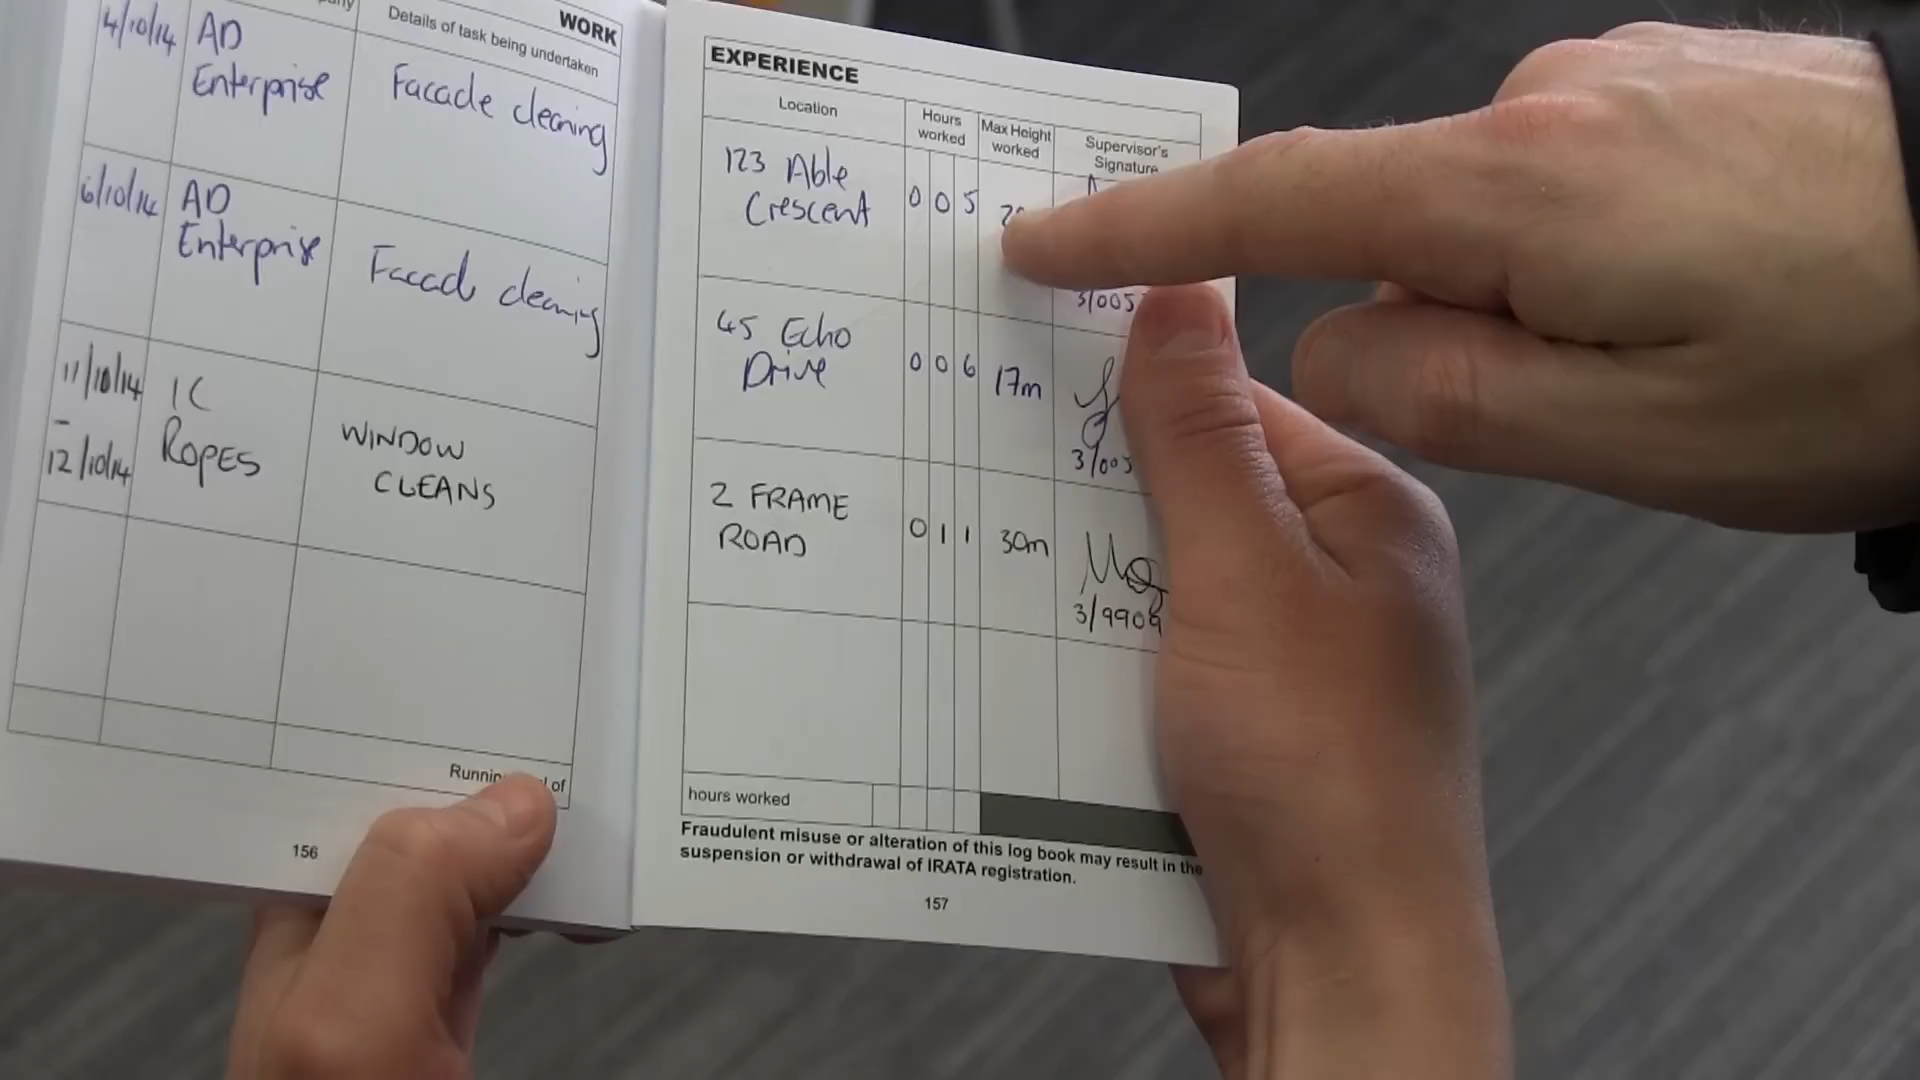 WORK
Details of task being undertaken
4/10/14 AD
Enterprise
Facade cleaning
6/10/14 AD
Enterprise
Facade cleaning
11/10/14
-
12/10/14
IC
ROPES
WINDOW
CLEANS
of
156
EXPERIENCE
Location
Hours
worked
Max Height
worked
Supervisor's
Signature
123 Able
Crescent
0 0 5
45 Echo
Drive
0 0 6
17m
2 FRAME
ROAD
0 1 1
30m
3/9909
hours worked
Fraudulent misuse or alteration of this log book may result in the
suspension or withdrawal of IRATA registration.
157